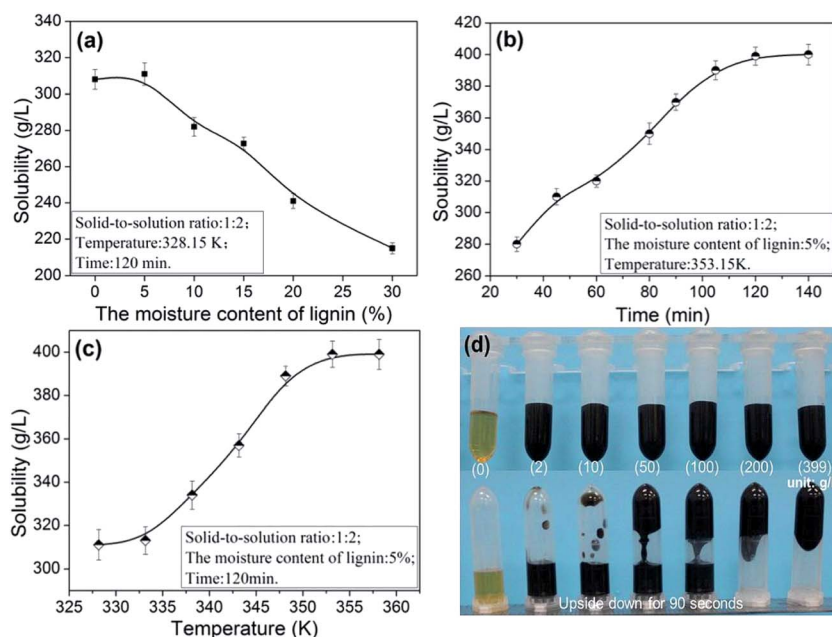 (a)
Solubility (g/L)
320
300
280
260
240
220
200
Solid-to-solution ratio:1:2;
Temperature:328.15 K;
Time:120 min.
0 5 10 15 20 25 30
The moisture content of lignin (%)
(b)
Solubility (g/L)
420
400
380
360
340
320
300
280
260
Solid-to-solution ratio:1:2;
The moisture content of lignin:5%;
Temperature:353.15K.
20 40 60 80 100 120 140
Time (min)
(c)
Solubility (g/L)
400
380
360
340
320
300
Solid-to-solution ratio:1:2;
The moisture content of lignin:5%;
Time:120min.
325 330 335 340 345 350 355 360
Temperature (K)
(d)
(0) (2) (10) (50) (100) (200) (399)
unit: g/
Upside down for 90 seconds